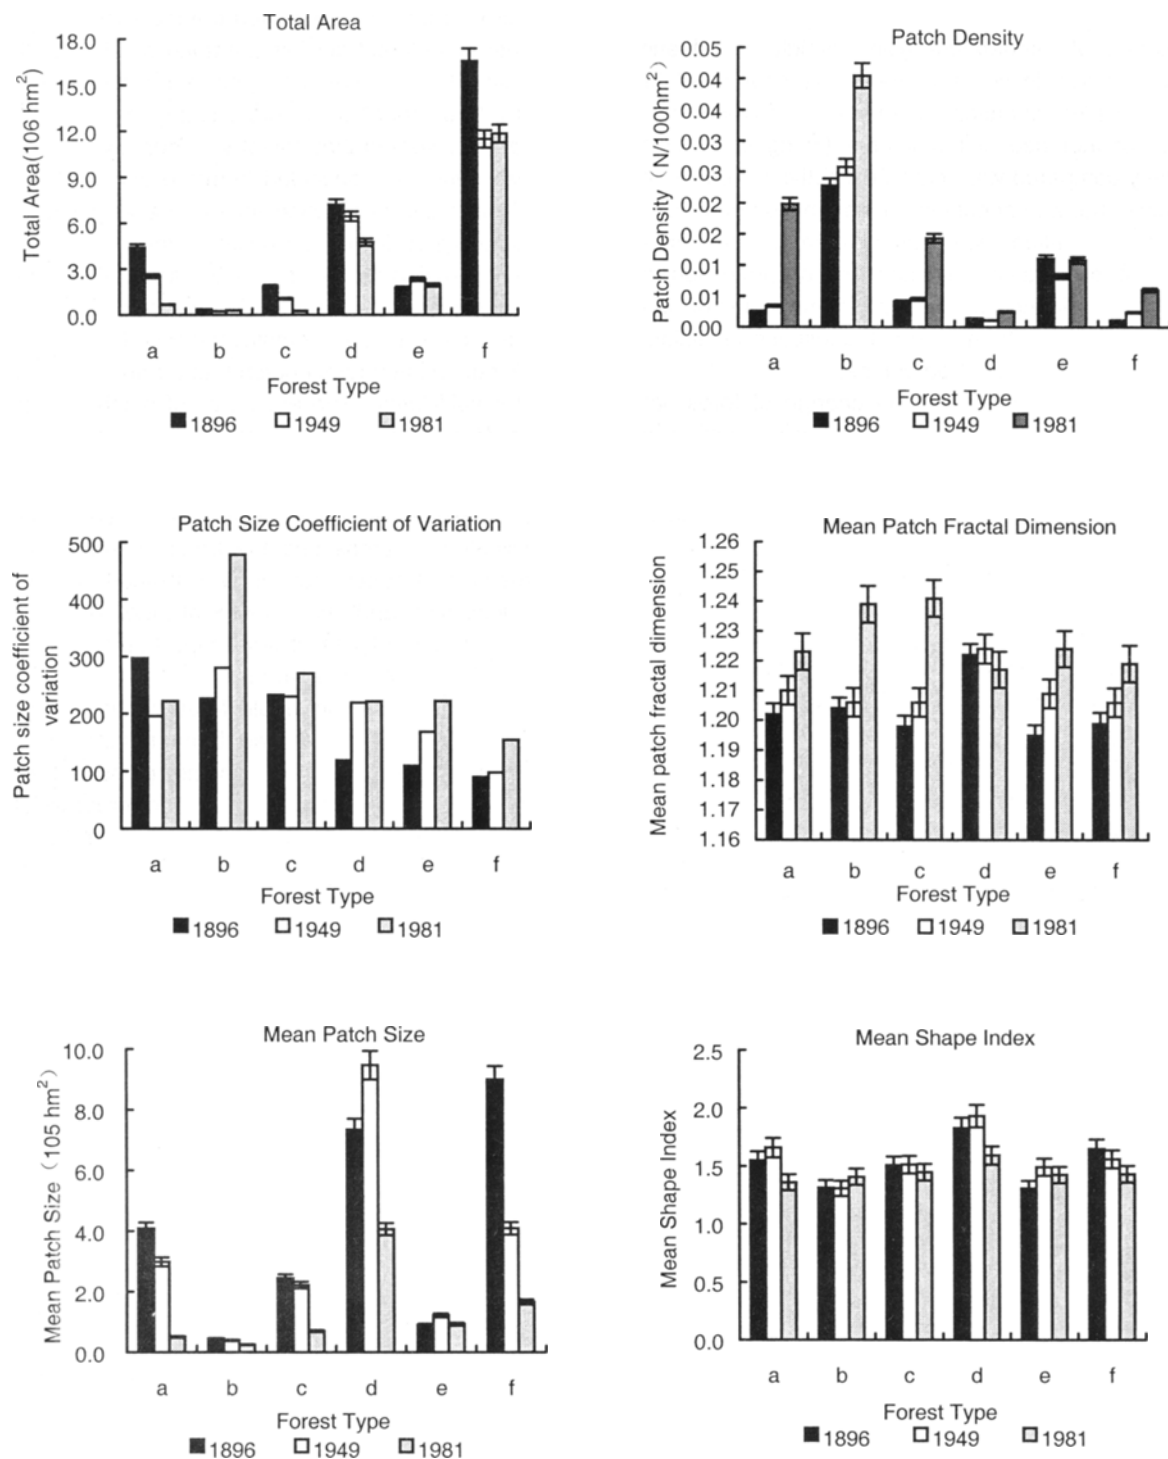 Total Area
Total Area(106 hm²)
18.0
15.0
12.0
9.0
6.0
3.0
0.0
a b c d e f
Forest Type
1896 1949 1981
Patch Density
Patch Density (N/100hm²)
0.05
0.04
0.04
0.03
0.03
0.02
0.02
0.01
0.01
0.00
a b c d e f
Forest Type
1896 1949 1981
Patch Size Coefficient of Variation
Patch size coefficient of
variation
500
400
300
200
100
0
a b c d e f
Forest Type
1896 1949 1981
Mean Patch Fractal Dimension
Mean patch fractal dimension
1.26
1.25
1.24
1.23
1.22
1.21
1.20
1.19
1.18
1.17
1.16
a b c d e f
Forest Type
1896 1949 1981
Mean Patch Size
Mean Patch Size (105 hm²)
10.0
8.0
6.0
4.0
2.0
0.0
a b c d e f
Forest Type
1896 1949 1981
Mean Shape Index
Mean Shape Index
2.5
2.0
1.5
1.0
0.5
0.0
a b c d e f
Forest Type
1896 1949 1981